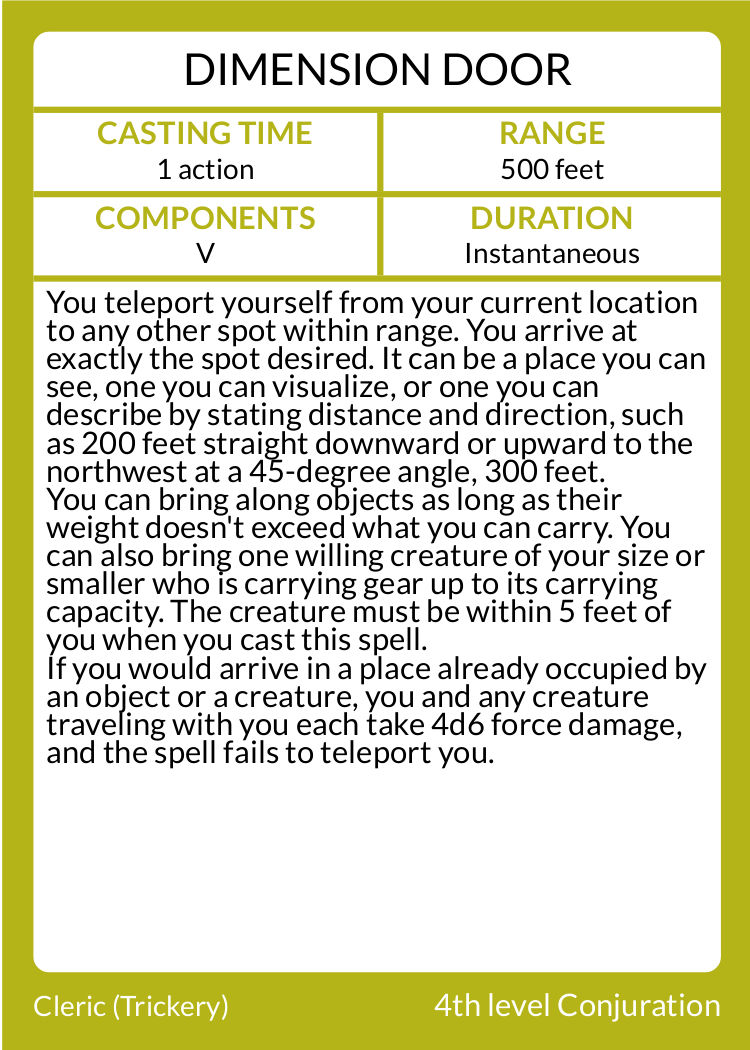 DIMENSION DOOR
CASTING TIME
1 action
RANGE
500 feet
COMPONENTS
V
DURATION
Instantaneous
You teleport yourself from your current location
to any other spot within range. You arrive at
exactly the spot desired. It can be a place you can
see, one you can visualize, or one you can
describe by stating distance and direction, such
as 200 feet straight downward or upward to the
northwest at a 45-degree angle, 300 feet.
You can bring along objects as long as their
weight doesn't exceed what you can carry. You
can also bring one willing creature of your size or
smaller who is carrying gear up to its carrying
capacity. The creature must be within 5 feet of
you when you cast this spell.
If you would arrive in a place already occupied by
an object or a creature, you and any creature
traveling with you each take 4d6 force damage,
and the spell fails to teleport you.
Cleric (Trickery)
4th level Conjuration